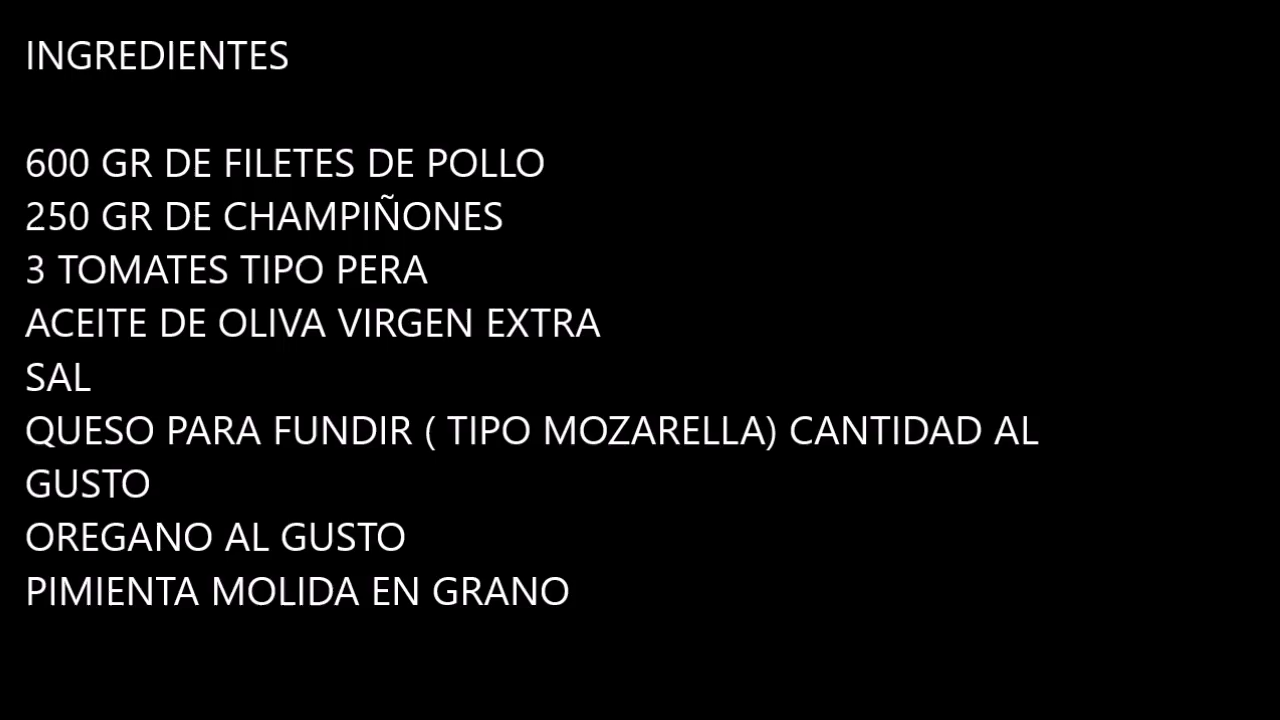 INGREDIENTES
600 GR DE FILETES DE POLLO
250 GR DE CHAMPIÑONES
3 TOMATES TIPO PERA
ACEITE DE OLIVA VIRGEN EXTRA
SAL
QUESO PARA FUNDIR ( TIPO MOZARELLA) CANTIDAD AL
GUSTO
OREGANO AL GUSTO
PIMIENTA MOLIDA EN GRANO